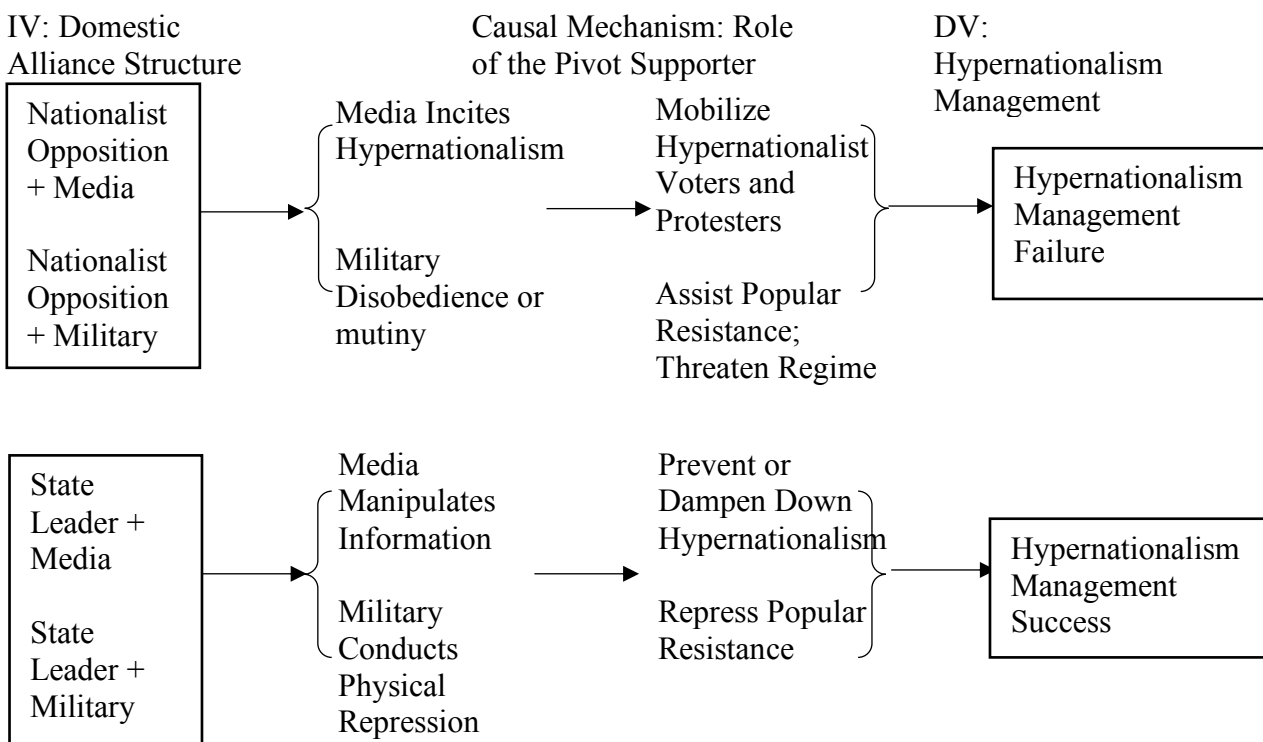 IV: Domestic
Alliance Structure
Causal Mechanism: Role
of the Pivot Supporter
DV:
Hypernationalism
Management
Nationalist
Opposition
+ Media
Nationalist
Opposition
+ Military
Media Incites
Hypernationalism
Military
Disobedience or
mutiny
Mobilize
Hypernationalist
Voters and
Protesters
Assist Popular
Resistance;
Threaten Regime
Hypernationalism
Management
Failure
State
Leader +
Media
State
Leader +
Military
Media
Manipulates
Information
Military
Conducts
Physical
Repression
Prevent or
Dampen Down
Hypernationalism
Repress Popular
Resistance
Hypernationalism
Management
Success